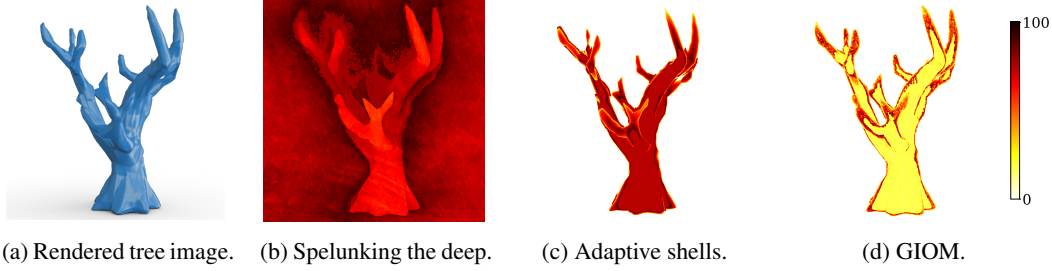 100
0
(a) Rendered tree image.
(b) Spelunking the deep.
(c) Adaptive shells.
(d) GIOM.